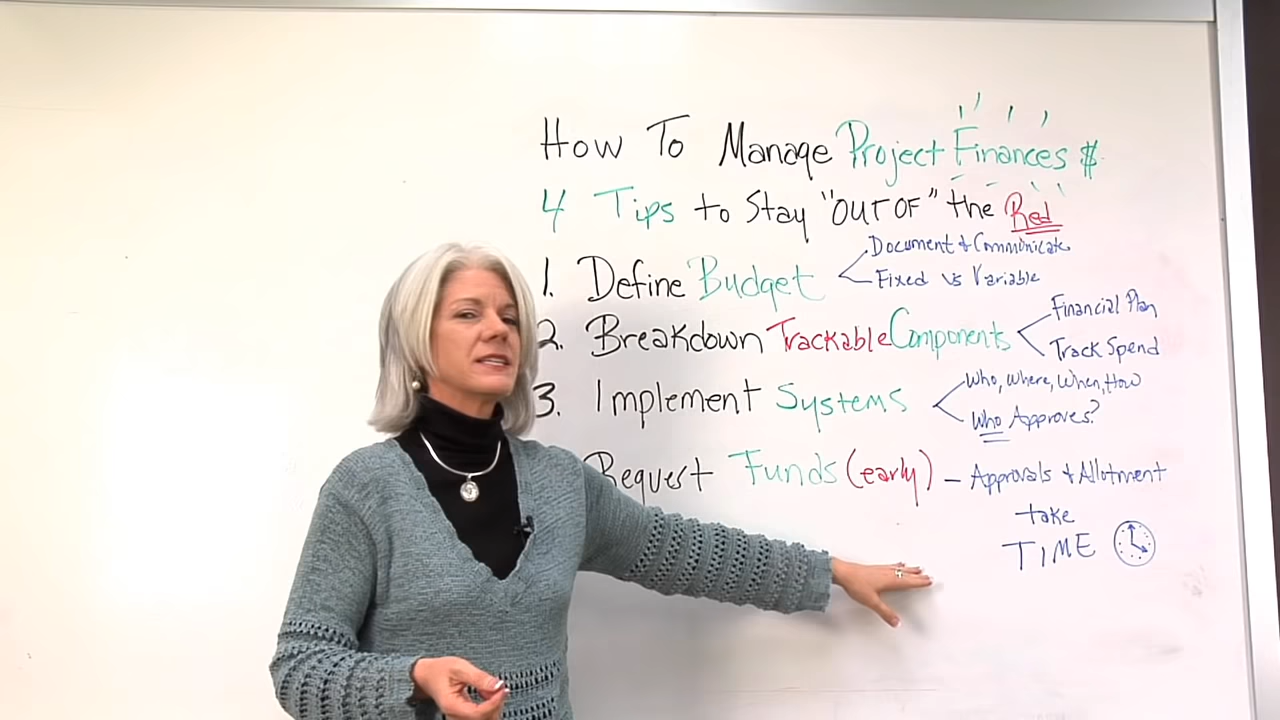 How To Manage Project Finances $
4 Tips to Stay "OUT OF" the Red
1. Define Budget
Document & Communicate
Fixed vs Variable
2. Breakdown Trackable Components
Financial Plan
Track Spend
3. Implement Systems
Who, Where, When, How
Who Approves?
Request Funds (early) – Approvals & Allotment
take
TIME